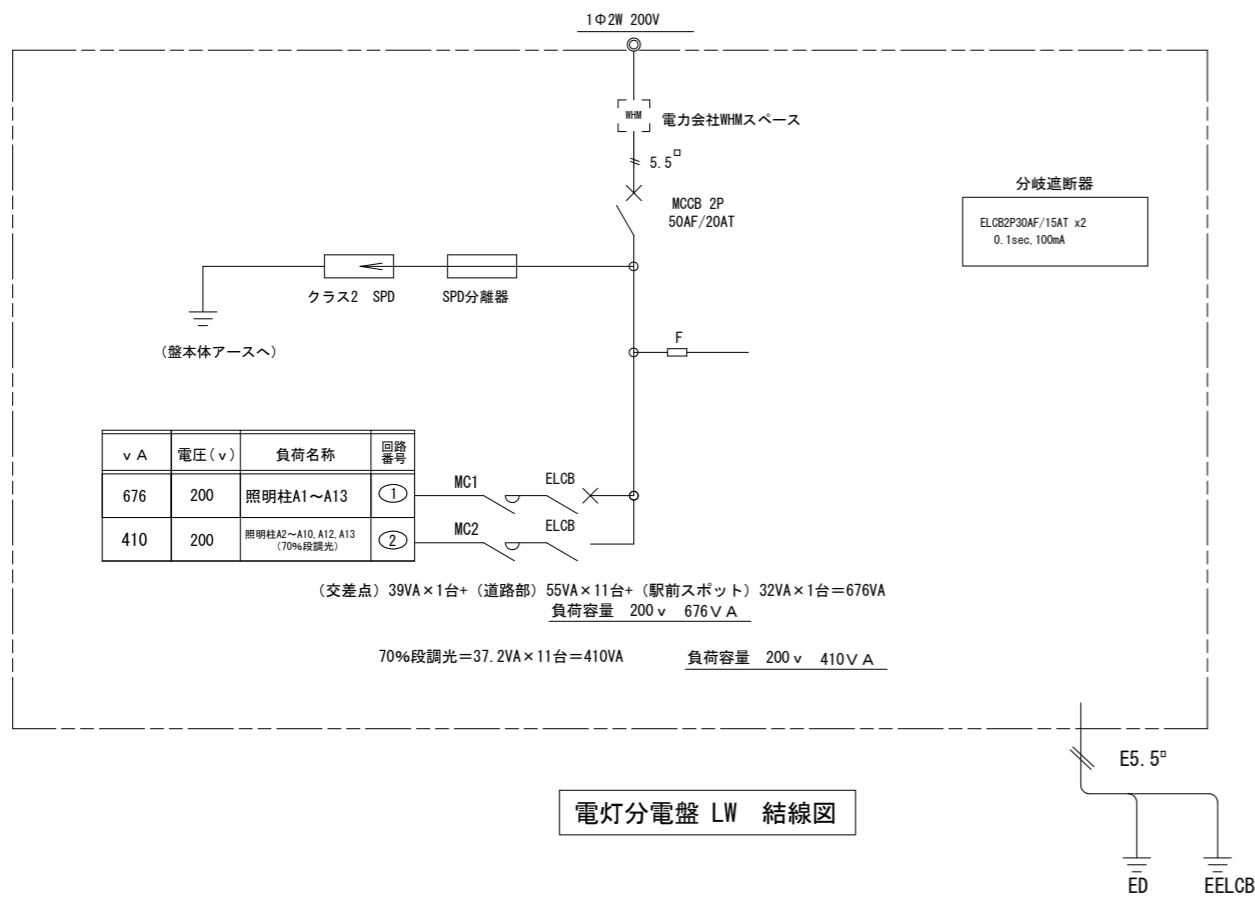 1Φ2W 200V
WHM
電力会社WHMスペース
5.5□
MCCB 2P
50AF/20AT
分岐遮断器
ELCB2P30AF/15AT x2
0.1sec,100mA
クラス2 SPD
SPD分離器
(盤本体アースへ)
F
vA 電圧(v) 負荷名称 回路番号
676 200 照明柱A1～A13 ①
MC1 ELCB
410 200 照明柱A2～A10,A12,A13
(70%段調光) ②
MC2 ELCB
(交差点) 39VA×1台+ (道路部) 55VA×11台+ (駅前スポット) 32VA×1台=676VA
負荷容量 200v 676VA
70%段調光=37.2VA×11台=410VA 負荷容量 200v 410VA
E5.5□
電灯分電盤 LW 結線図
ED
EELCB